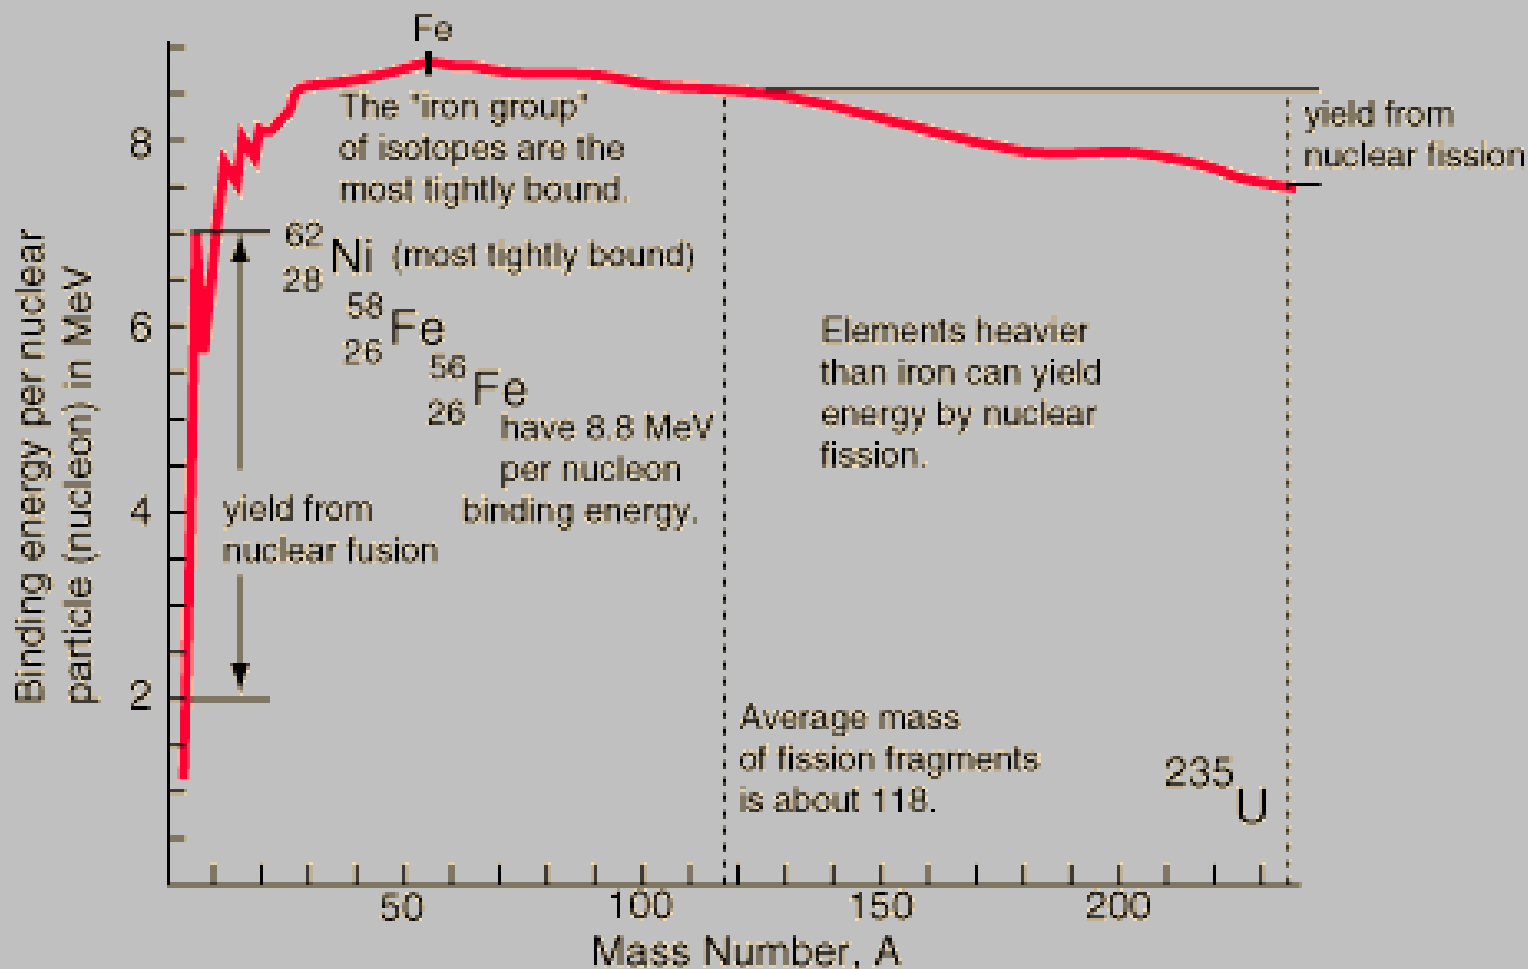 Fe
The "iron group"
of isotopes are the
most tightly bound.
yield from
nuclear fission
8
6
4
2
Binding energy per nuclear
particle (nucleon) in MeV
62
28 Ni (most tightly bound)
58
26 Fe
56
26 Fe
have 8.8 MeV
per nucleon
binding energy.
yield from
nuclear fusion
Elements heavier
than iron can yield
energy by nuclear
fission.
Average mass
of fission fragments
is about 118.
235 U
50 100 150 200
Mass Number, A